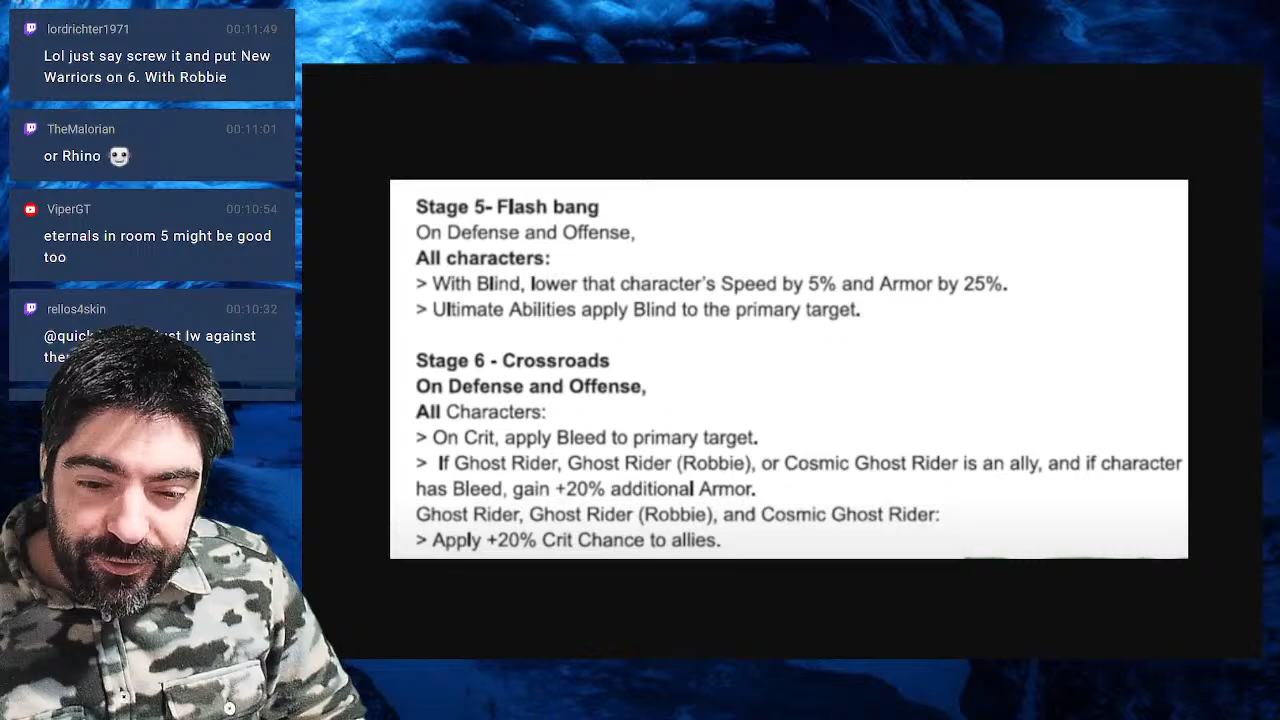 lordrichter1971 00:11:49
Lol just say screw it and put New
Warriors on 6. With Robbie
TheMalorian 00:11:01
or Rhino
ViperGT 00:10:54
eternals in room 5 might be good
too
rellos4skin 00:10:32
@quick lw against
Stage 5- Flash bang
On Defense and Offense,
All characters:
> With Blind, lower that character's Speed by 5% and Armor by 25%.
> Ultimate Abilities apply Blind to the primary target.
Stage 6 - Crossroads
On Defense and Offense,
All Characters:
> On Crit, apply Bleed to primary target.
> If Ghost Rider, Ghost Rider (Robbie), or Cosmic Ghost Rider is an ally, and if character
has Bleed, gain +20% additional Armor.
Ghost Rider, Ghost Rider (Robbie), and Cosmic Ghost Rider:
> Apply +20% Crit Chance to allies.